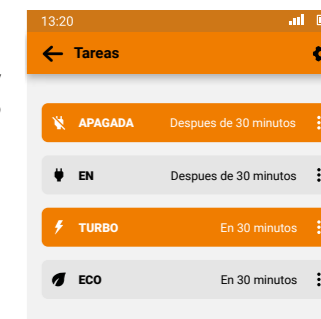 13:20
Tareas
APAGADA Despues de 30 minutos
EN Despues de 30 minutos
TURBO En 30 minutos
ECO En 30 minutos